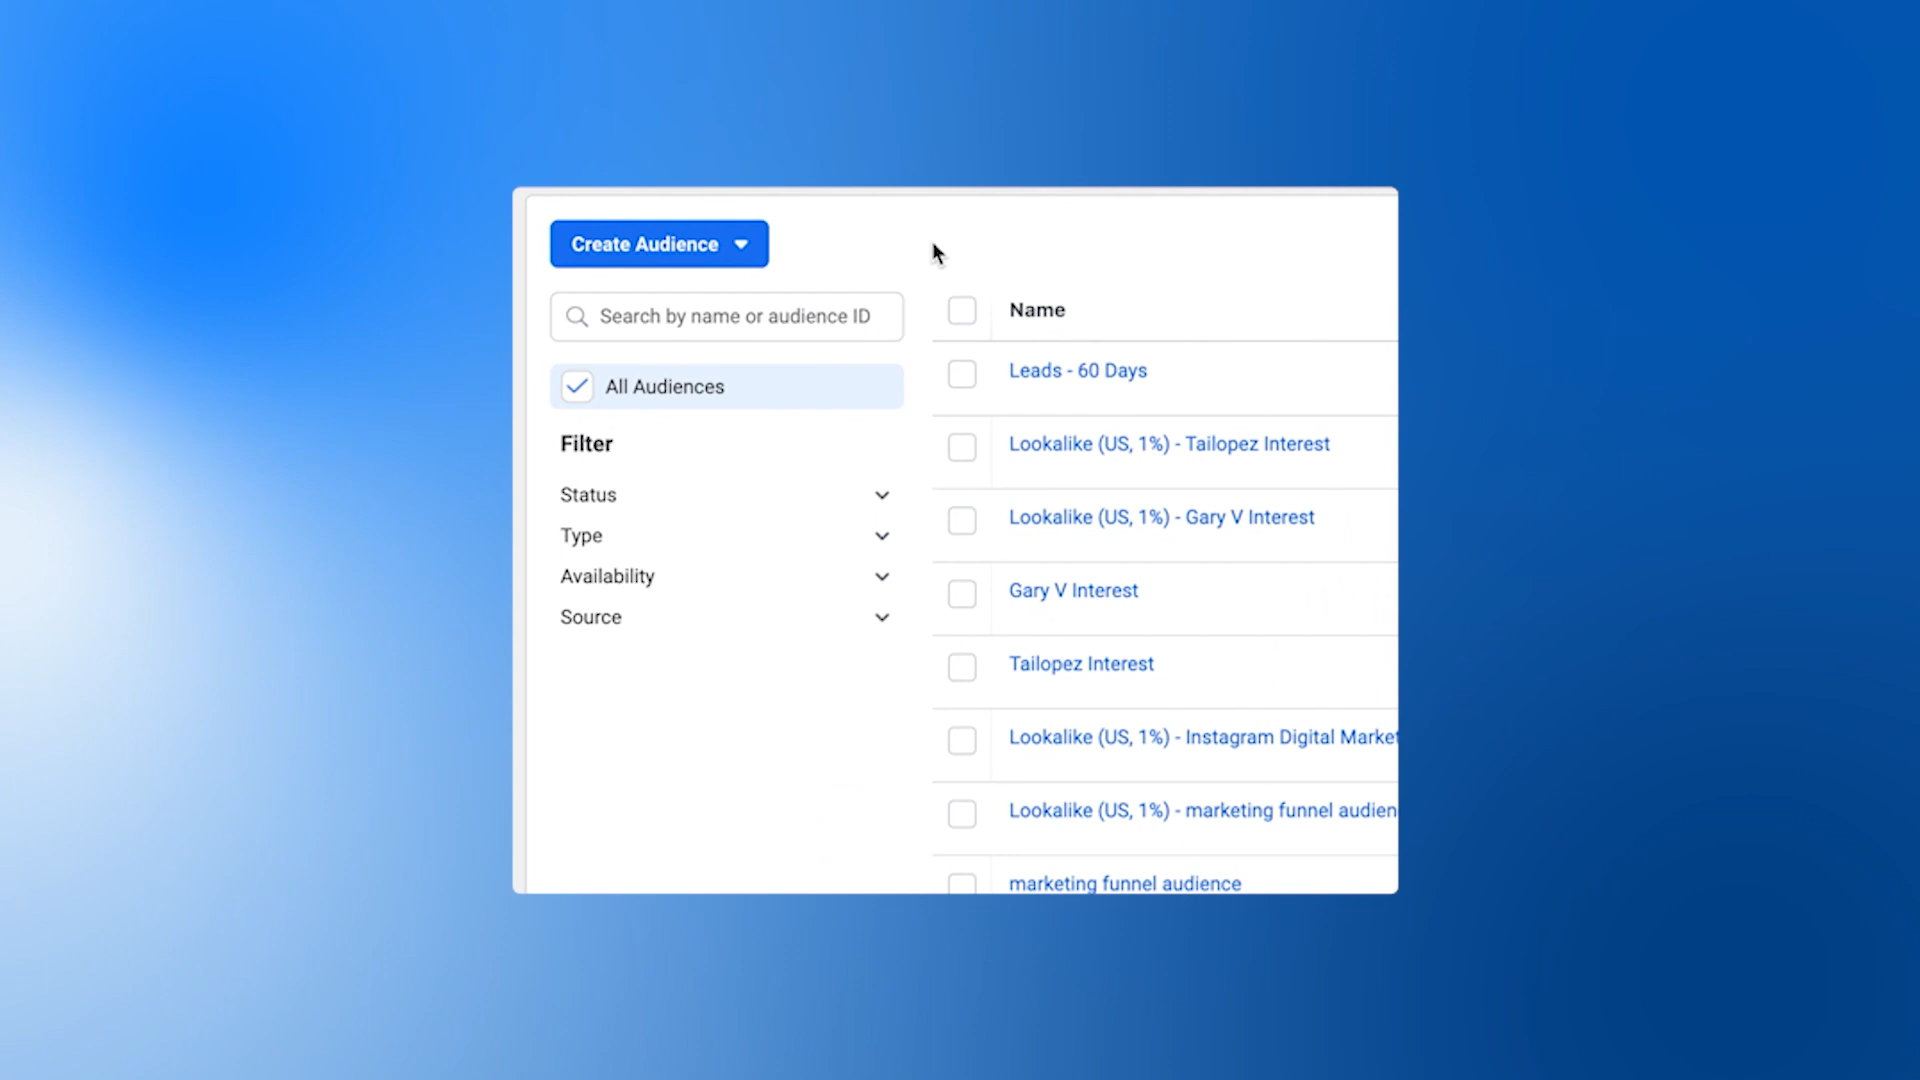 Create Audience
Search by name or audience ID
All Audiences
Filter
Status
Type
Availability
Source
Name
Leads - 60 Days
Lookalike (US, 1%) - Tailopez Interest
Lookalike (US, 1%) - Gary V Interest
Gary V Interest
Tailopez Interest
Lookalike (US, 1%) - Instagram Digital Market
Lookalike (US, 1%) - marketing funnel audien
marketing funnel audience